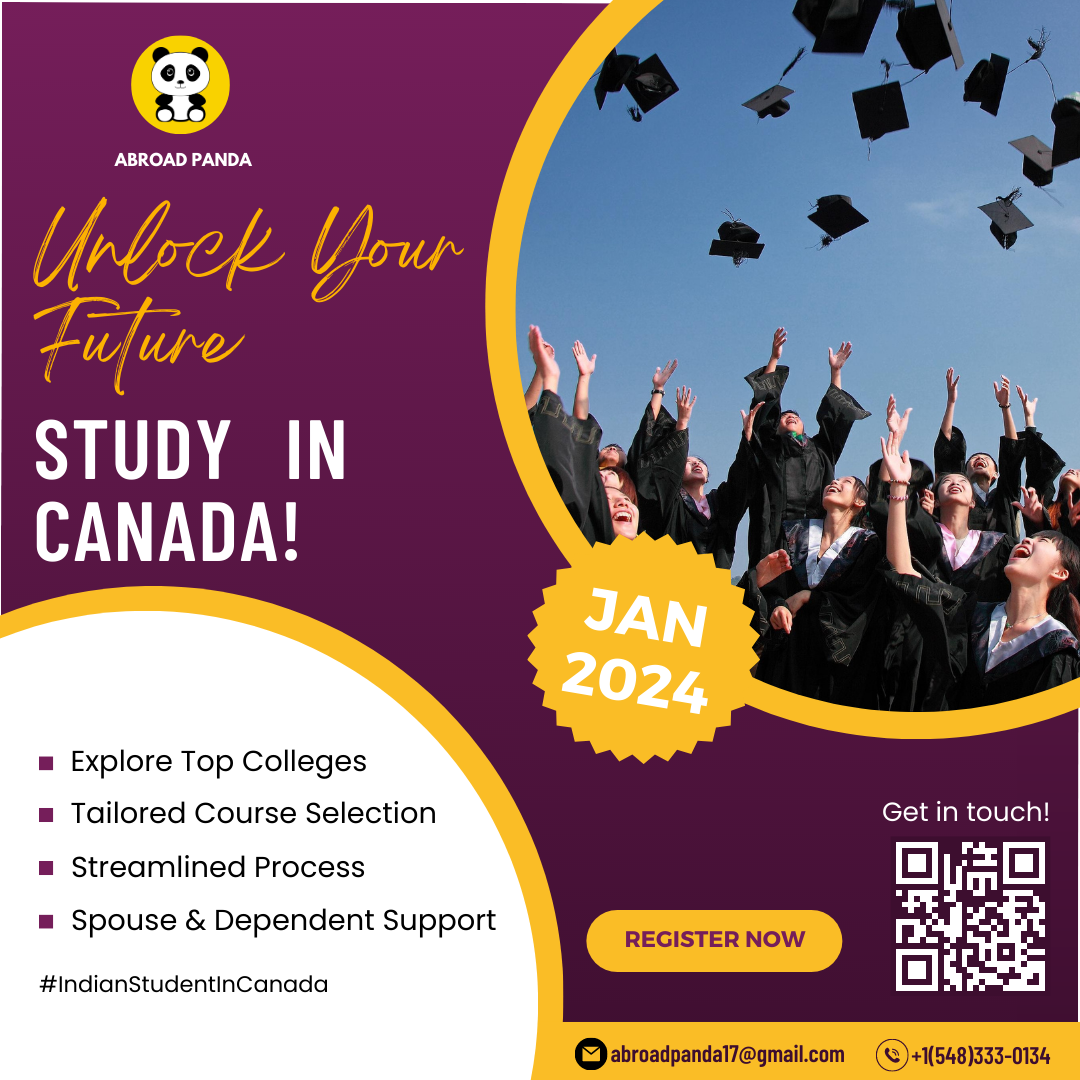 ABROAD PANDA
Unlock Your
Future
STUDY IN
CANADA!
JAN
2024
Explore Top Colleges
Tailored Course Selection
Streamlined Process
Spouse & Dependent Support
#IndianStudentInCanada
Get in touch!
REGISTER NOW
abroadpanda17@gmail.com
+1(548)333-0134